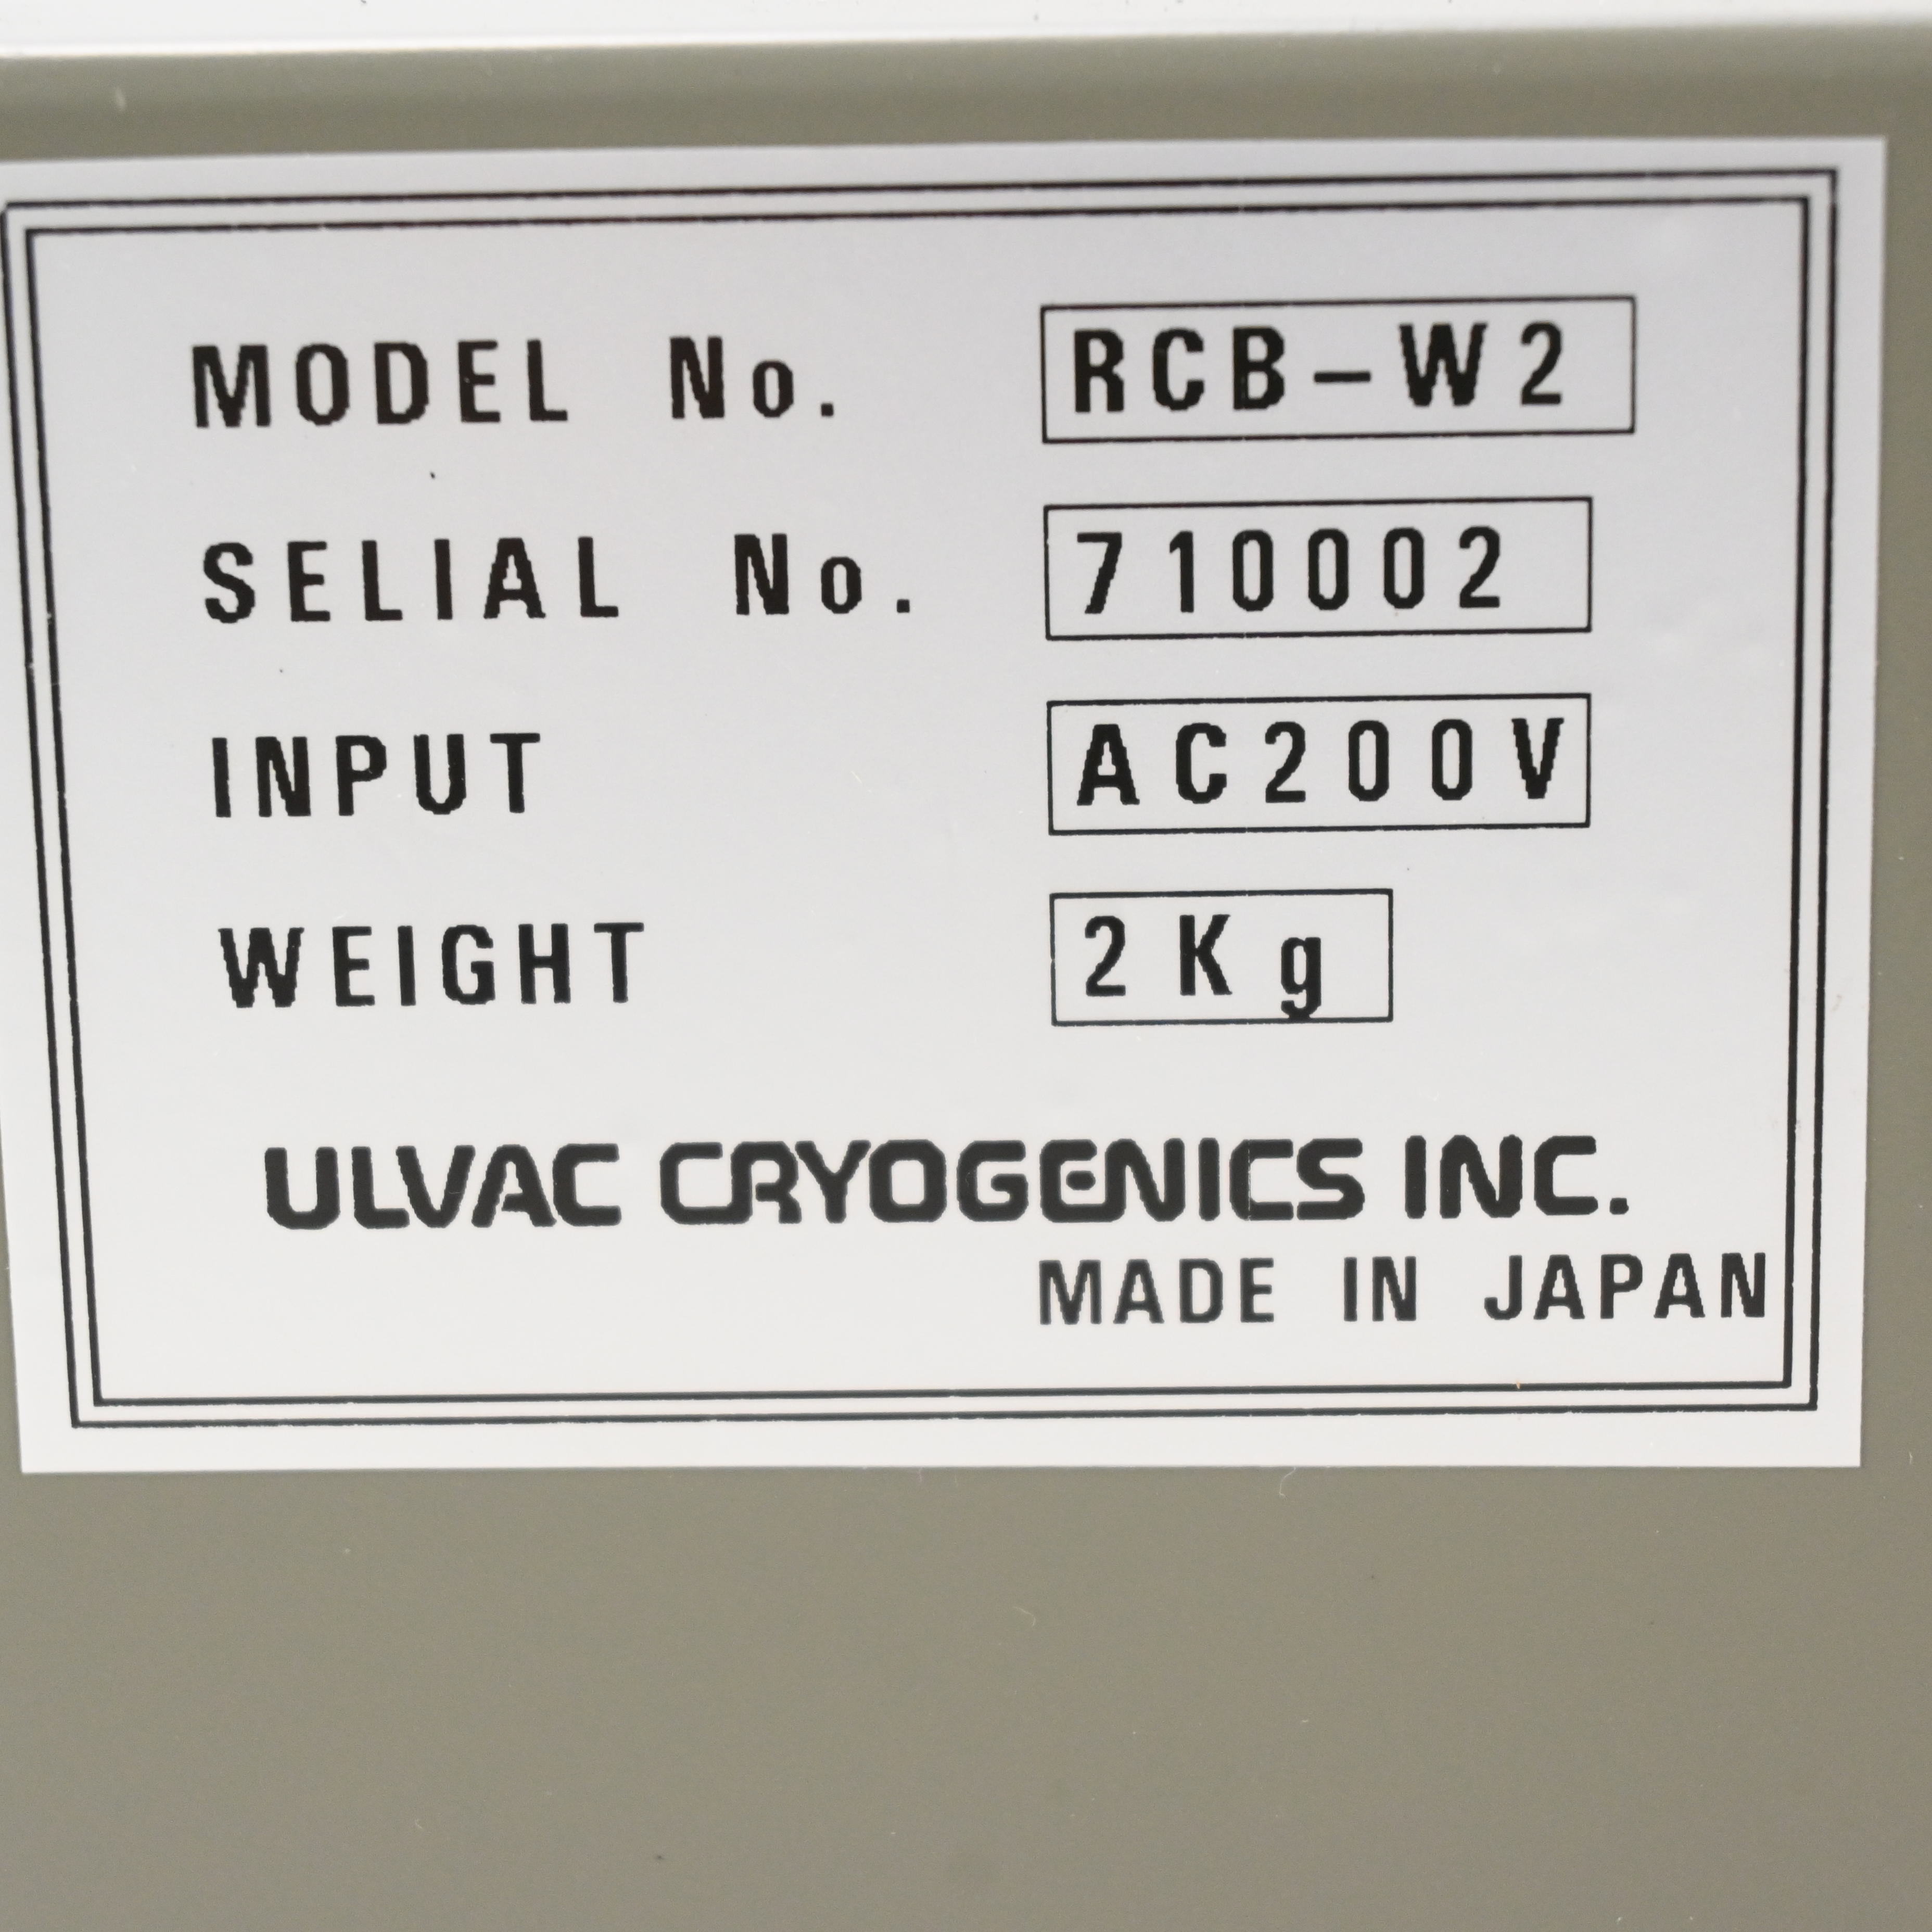 MODEL No. RCB-W2
SELIAL No. 710002
INPUT AC200V
WEIGHT 2Kg
ULVAC CRYOGENICS INC.
MADE IN JAPAN